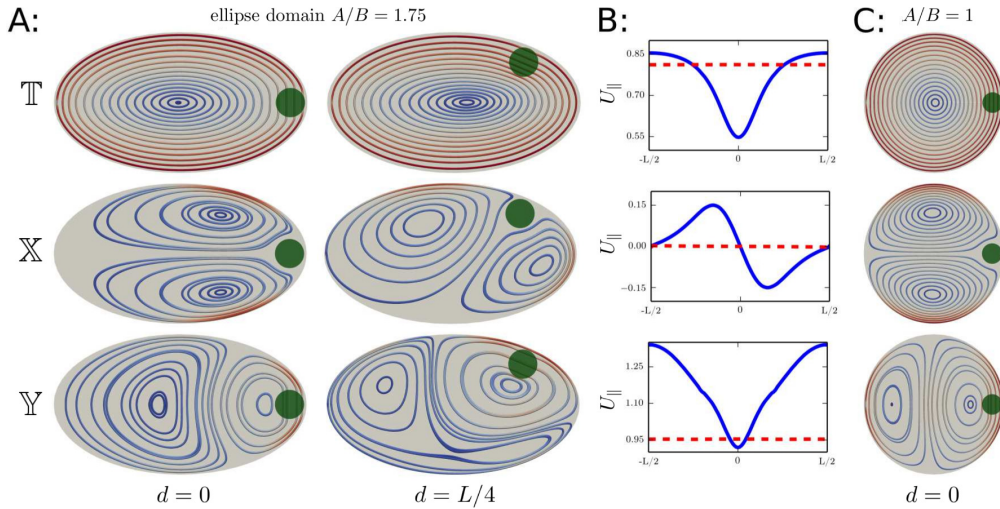 A:
ellipse domain A/B = 1.75
B:
C:
A/B = 1
𝕋
U∥
0.85
0.70
0.55
-L/2
0
L/2
𝕏
0.15
0.00
−0.15
-L/2
0
L/2
𝕐
U∥
1.25
1.10
0.95
-L/2
0
L/2
d = 0
d = L/4
d = 0